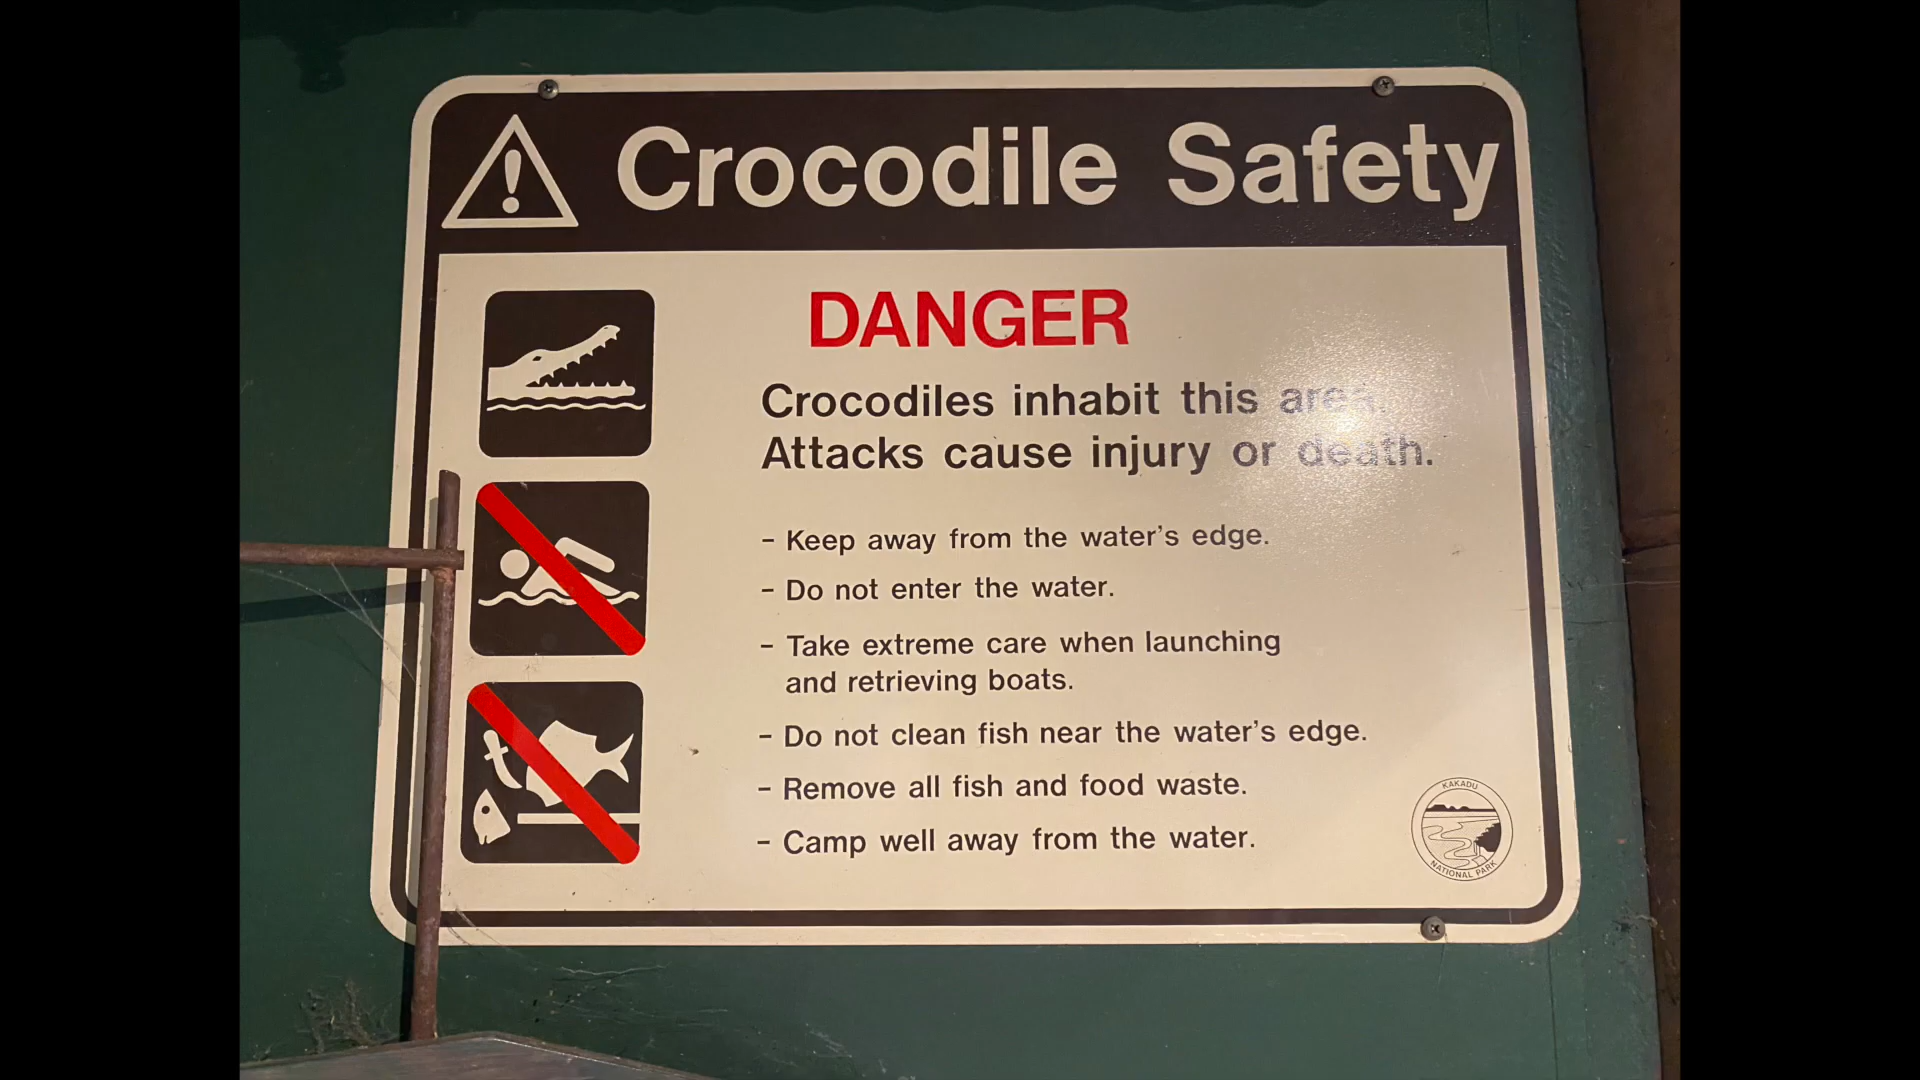 Crocodile Safety
DANGER
Crocodiles inhabit this area.
Attacks cause injury or death.
- Keep away from the water's edge.
- Do not enter the water.
- Take extreme care when launching
and retrieving boats.
- Do not clean fish near the water's edge.
- Remove all fish and food waste.
- Camp well away from the water.
KAKADU
NATIONAL PARK